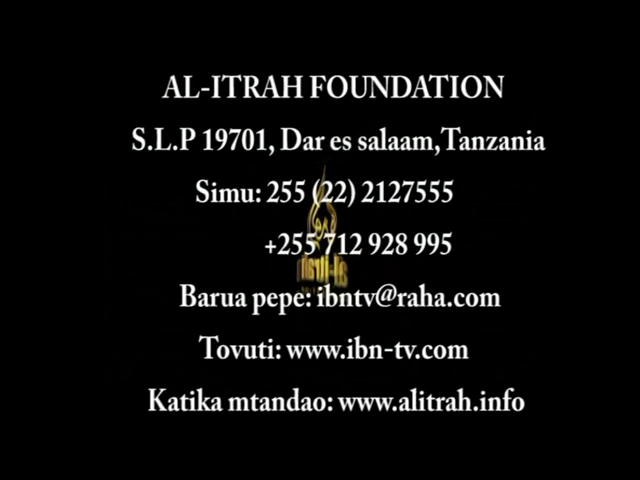 AL-ITRAH FOUNDATION
S.L.P 19701, Dar es salaam,Tanzania
Simu: 255 (22) 2127555
+255 712 928 995
Barua pepe: ibntv@raha.com
Tovuti: www.ibn-tv.com
Katika mtandao: www.alitrah.info